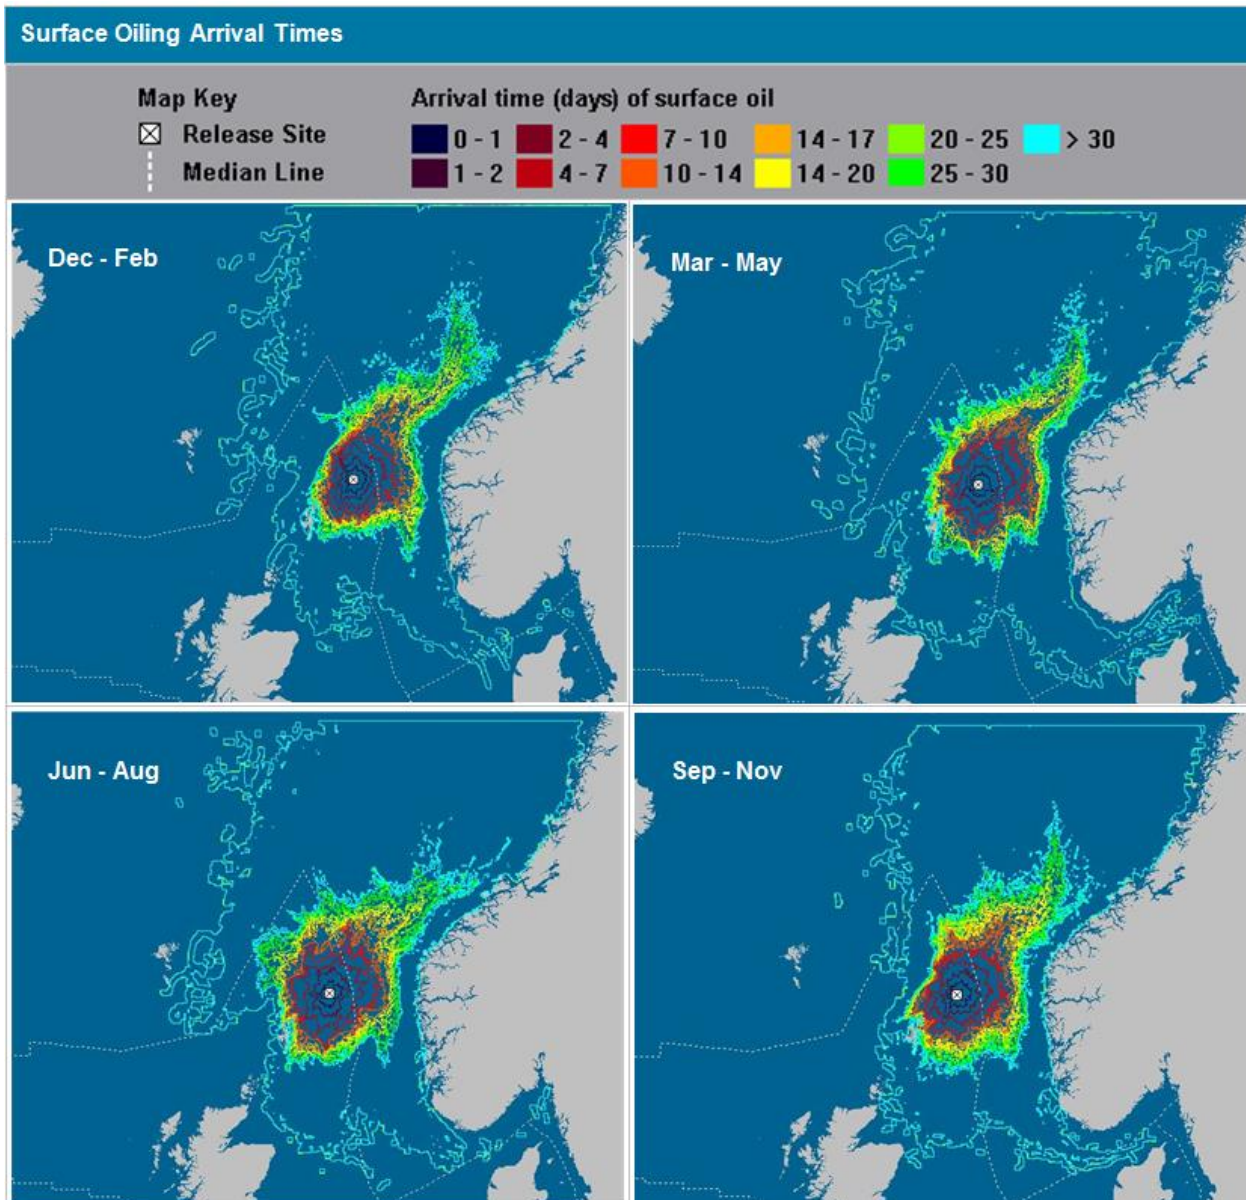 Surface Oiling Arrival Times
Map Key
Arrival time (days) of surface oil
Release Site
0 - 1 2 - 4 7 - 10 14 - 17 20 - 25 > 30
Median Line
1 - 2 4 - 7 10 - 14 14 - 20 25 - 30
Dec - Feb
Mar - May
Jun - Aug
Sep - Nov